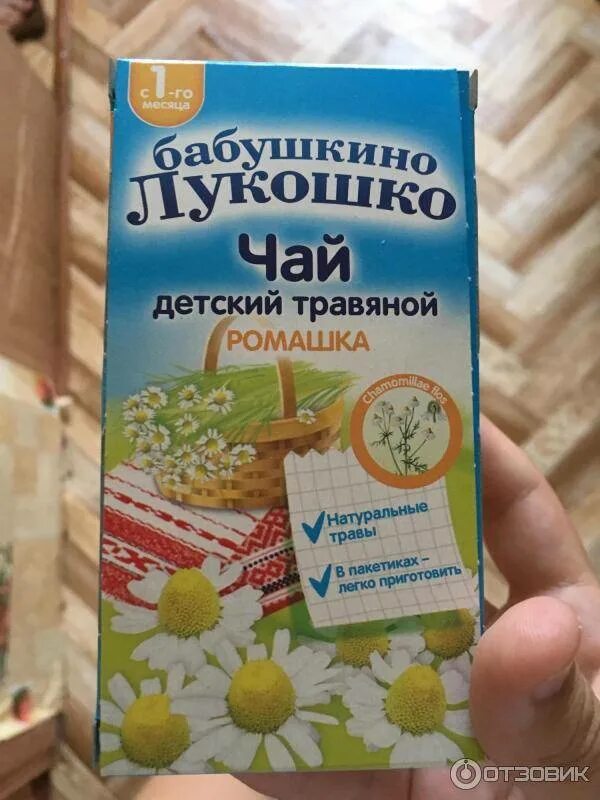 с 1-го
месяца
бабушкино
Лукошко
Чай
детский травяной
РОМАШКА
Chamomillae flos
Натуральные
травы
В пакетиках –
легко приготовить
ОТЗОВИК